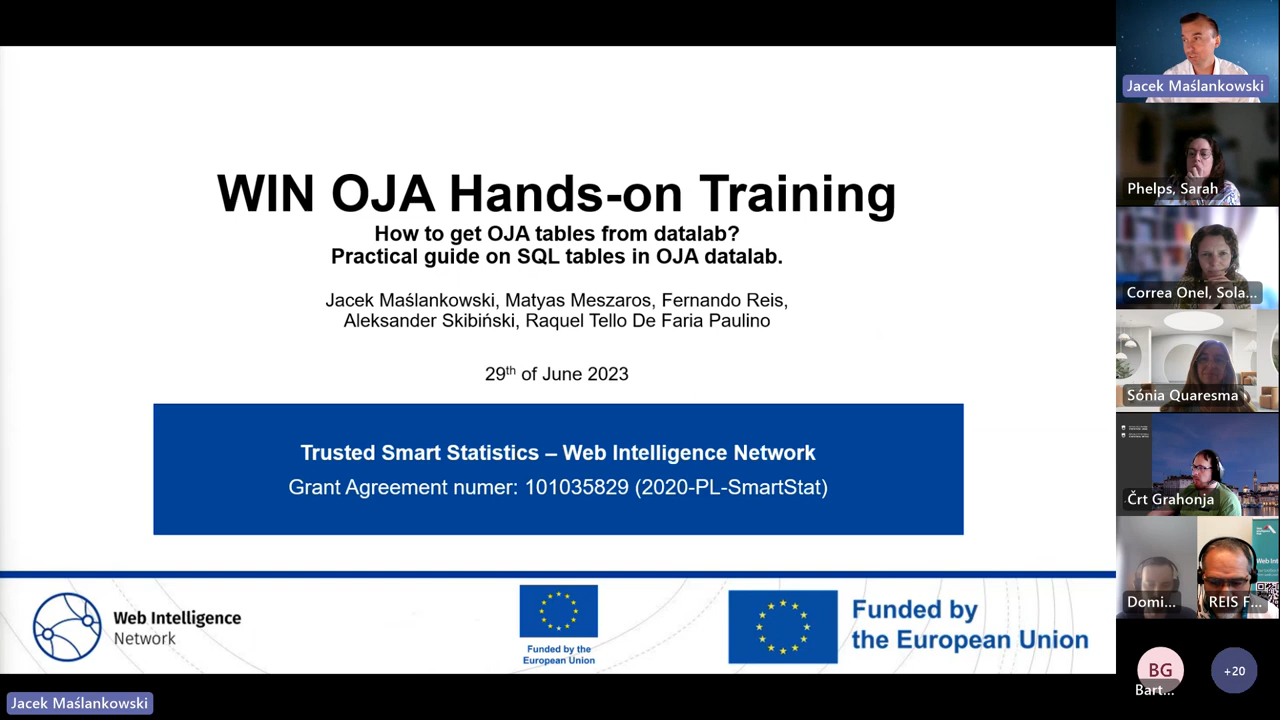 WIN OJA Hands-on Training
How to get OJA tables from datalab?
Practical guide on SQL tables in OJA datalab.
Jacek Maślankowski, Matyas Meszaros, Fernando Reis,
Aleksander Skibiński, Raquel Tello De Faria Paulino
29th of June 2023
Trusted Smart Statistics – Web Intelligence Network
Grant Agreement numer: 101035829 (2020-PL-SmartStat)
Web Intelligence
Network
Funded by the
European Union
Funded by
the European Union
Jacek Maślankowski
Jacek Maślankowski
Phelps, Sarah
Correa Onel, Sola...
Sónia Quaresma
Črt Grahonja
Domi...
REIS F...
BG
Bart...
+20